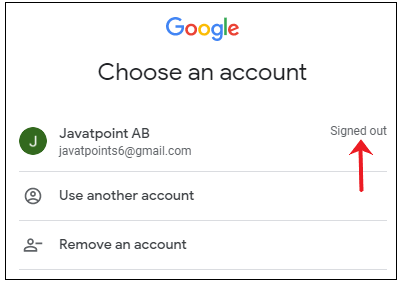 Google
Choose an account
J
Javatpoint AB
Signed out
javatpoints6@gmail.com
Use another account
Remove an account